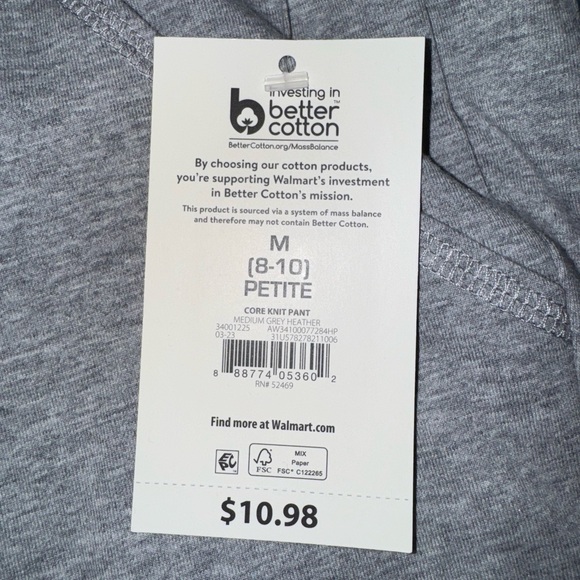 investing in
b better™
cotton
BetterCotton.org/MassBalance
By choosing our cotton products,
you're supporting Walmart's investment
in Better Cotton's mission.
This product is sourced via a system of mass balance
and therefore may not contain Better Cotton.
M
(8-10)
PETITE
CORE KNIT PANT
MEDIUM GREY HEATHER
34001225 AW34100077284HP
03-23 31U578278211006
8 88774 05360 2
RN# 52469
Find more at Walmart.com
FSC
MIX
Paper
FSC® C122265
$10.98